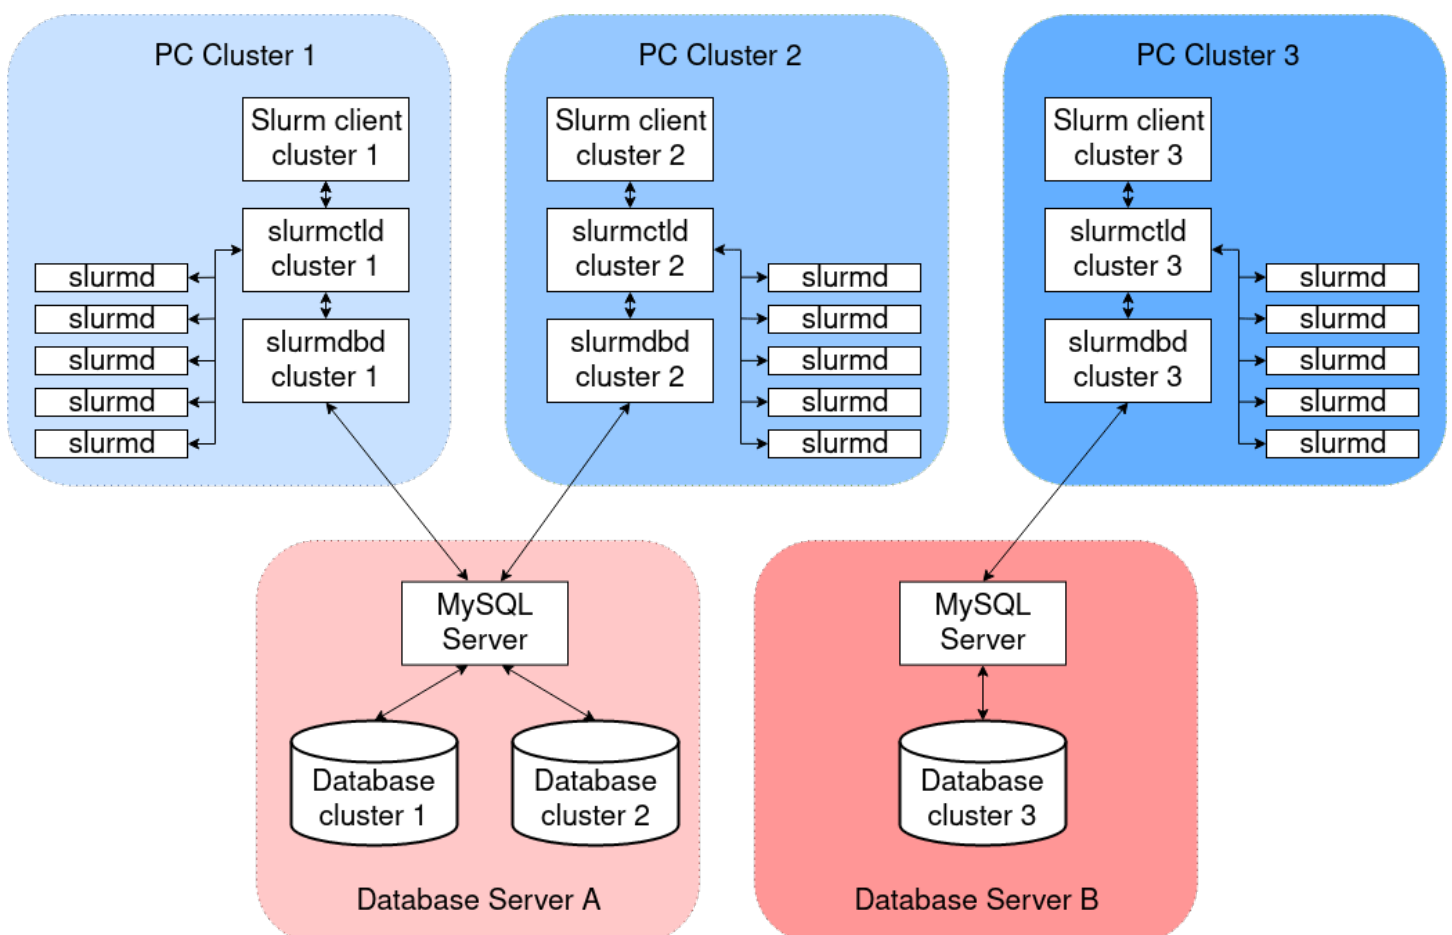 PC Cluster 1
Slurm client
cluster 1
slurmctld
cluster 1
slurmdbd
cluster 1
slurmd
slurmd
slurmd
slurmd
slurmd
PC Cluster 2
Slurm client
cluster 2
slurmctld
cluster 2
slurmdbd
cluster 2
slurmd
slurmd
slurmd
slurmd
slurmd
PC Cluster 3
Slurm client
cluster 3
slurmctld
cluster 3
slurmdbd
cluster 3
slurmd
slurmd
slurmd
slurmd
slurmd
MySQL
Server
Database
cluster 1
Database
cluster 2
Database Server A
MySQL
Server
Database
cluster 3
Database Server B